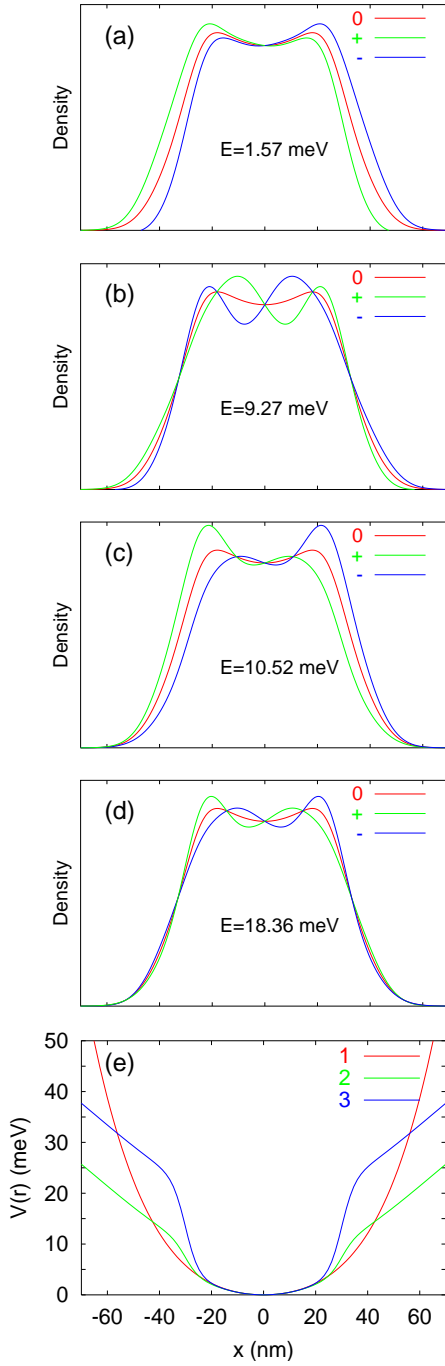 (a)
0
+
-
Density
E=1.57 meV
(b)
0
+
-
Density
E=9.27 meV
(c)
0
+
-
Density
E=10.52 meV
(d)
0
+
-
Density
E=18.36 meV
(e)
1
2
3
V(r) (meV)
50
40
30
20
10
0
-60 -40 -20 0 20 40 60
x (nm)